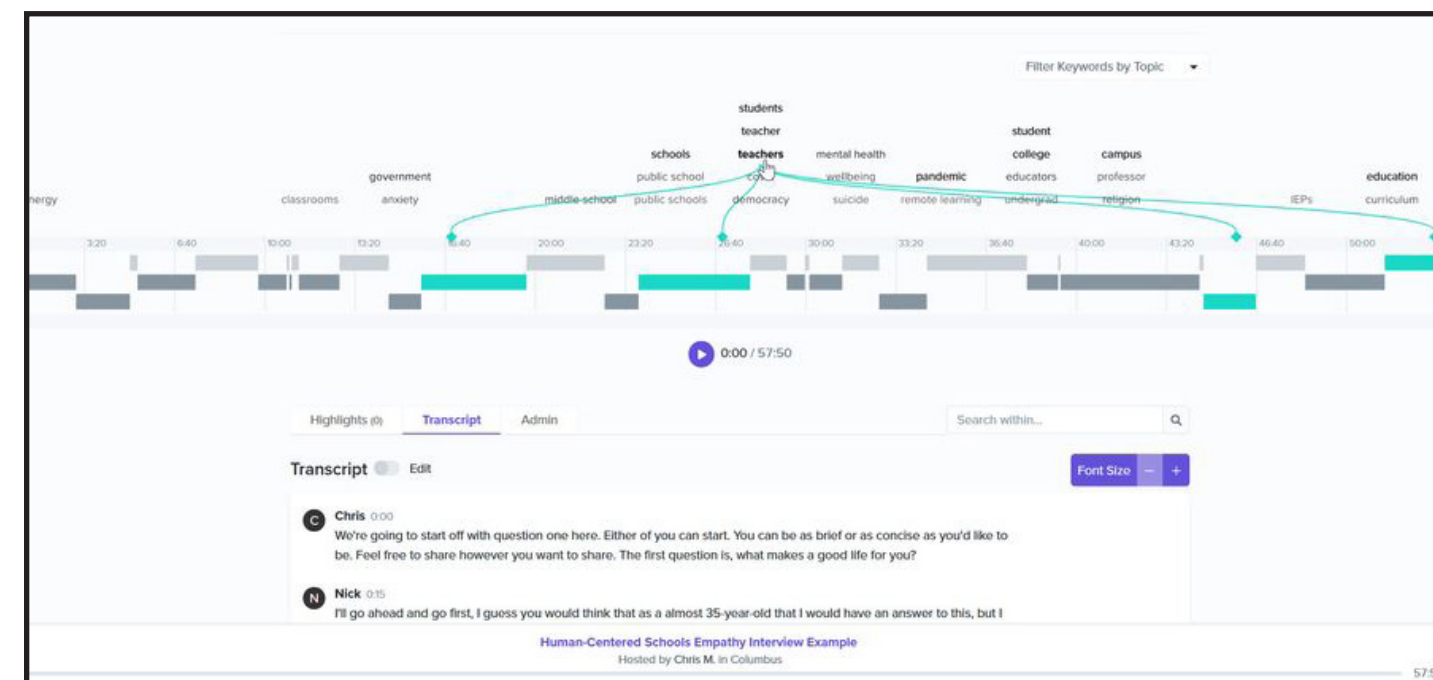 Filter Keywords by Topic
students
teacher
student
schools teachers mental health college campus
government public school wellbeing pandemic educators professor education
classrooms anxiety middle school public schools democracy suicide remote learning undergrad religion IEPs curriculum
3:20 6:40 10:00 13:20 16:40 20:00 23:20 26:40 30:00 33:20 36:40 40:00 43:20 46:40 50:00
0:00 / 57:50
Highlights (0) Transcript Admin Search within...
Transcript Edit Font Size − +
C Chris 0:00
We're going to start off with question one here. Either of you can start. You can be as brief or as concise as you'd like to
be. Feel free to share however you want to share. The first question is, what makes a good life for you?
N Nick 0:15
I'll go ahead and go first, I guess you would think that as a almost 35-year-old that I would have an answer to this, but I
Human-Centered Schools Empathy Interview Example
Hosted by Chris M. in Columbus